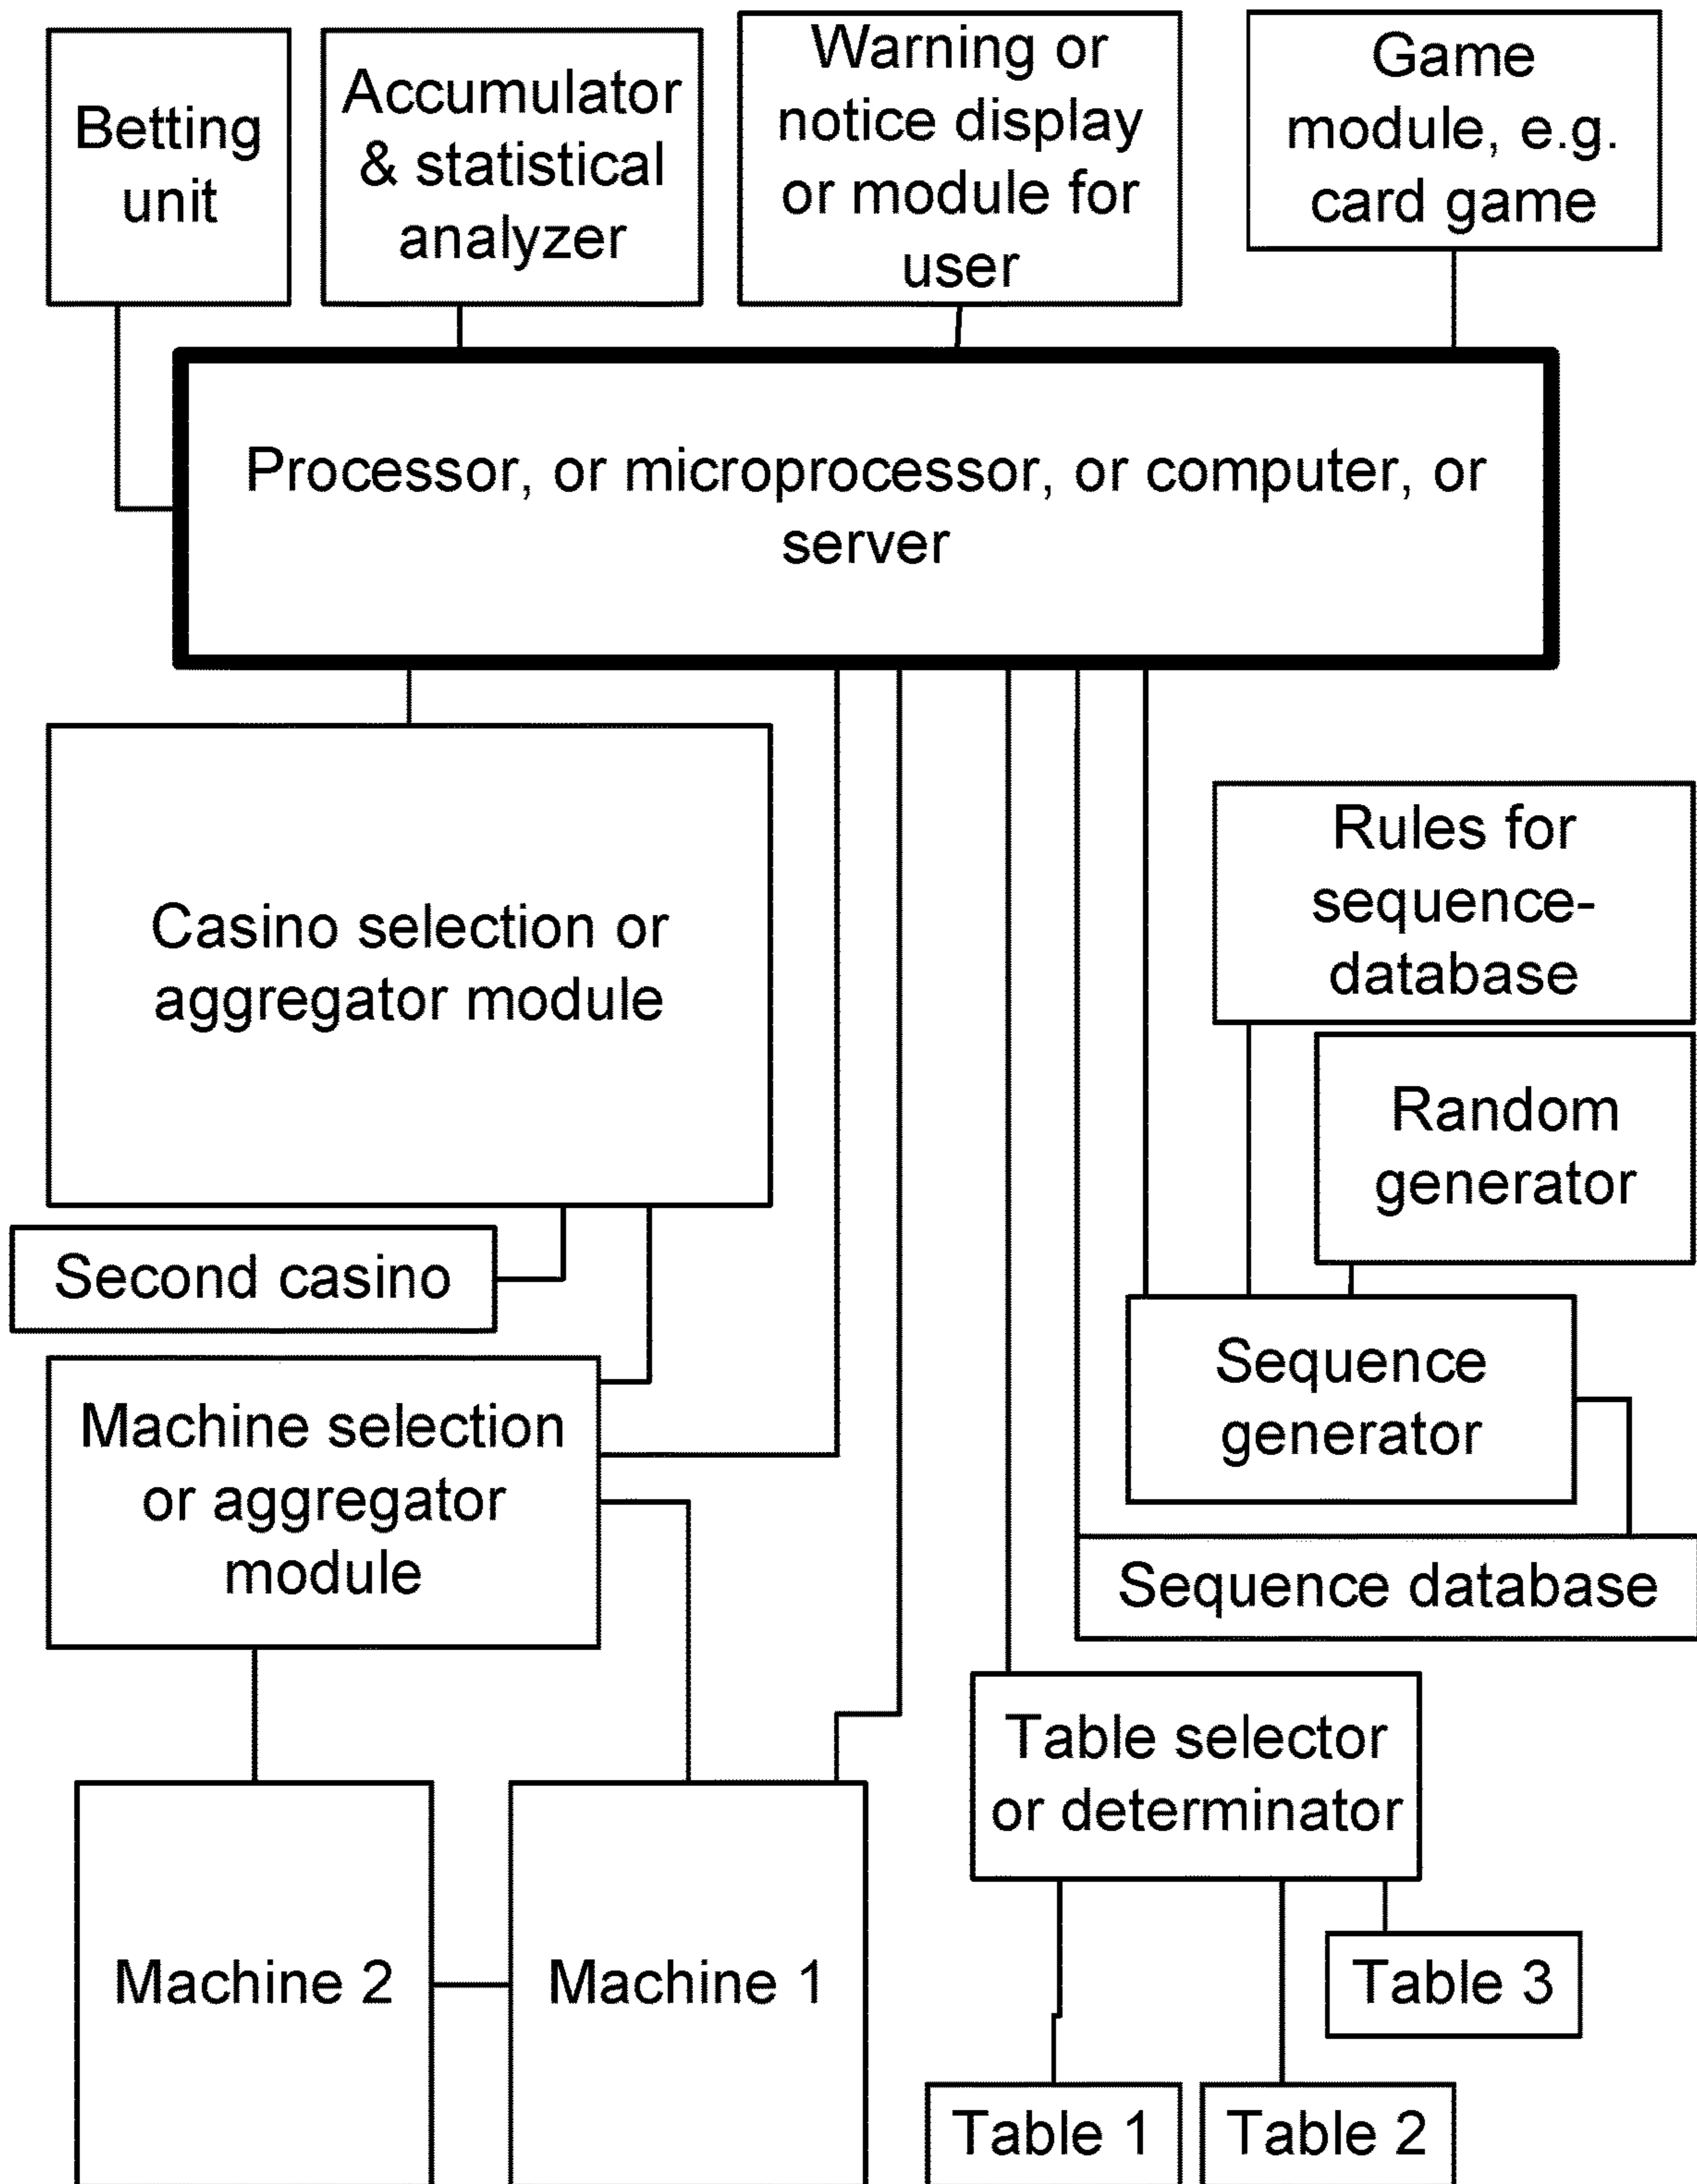 Betting
unit
Accumulator
& statistical
analyzer
Warning or
notice display
or module for
user
Game
module, e.g.
card game
Processor, or microprocessor, or computer, or
server
Casino selection or
aggregator module
Rules for
sequence-
database
Random
generator
Second casino
Sequence
generator
Machine selection
or aggregator
module
Sequence database
Table selector
or determinator
Machine 2
Machine 1
Table 3
Table 1
Table 2